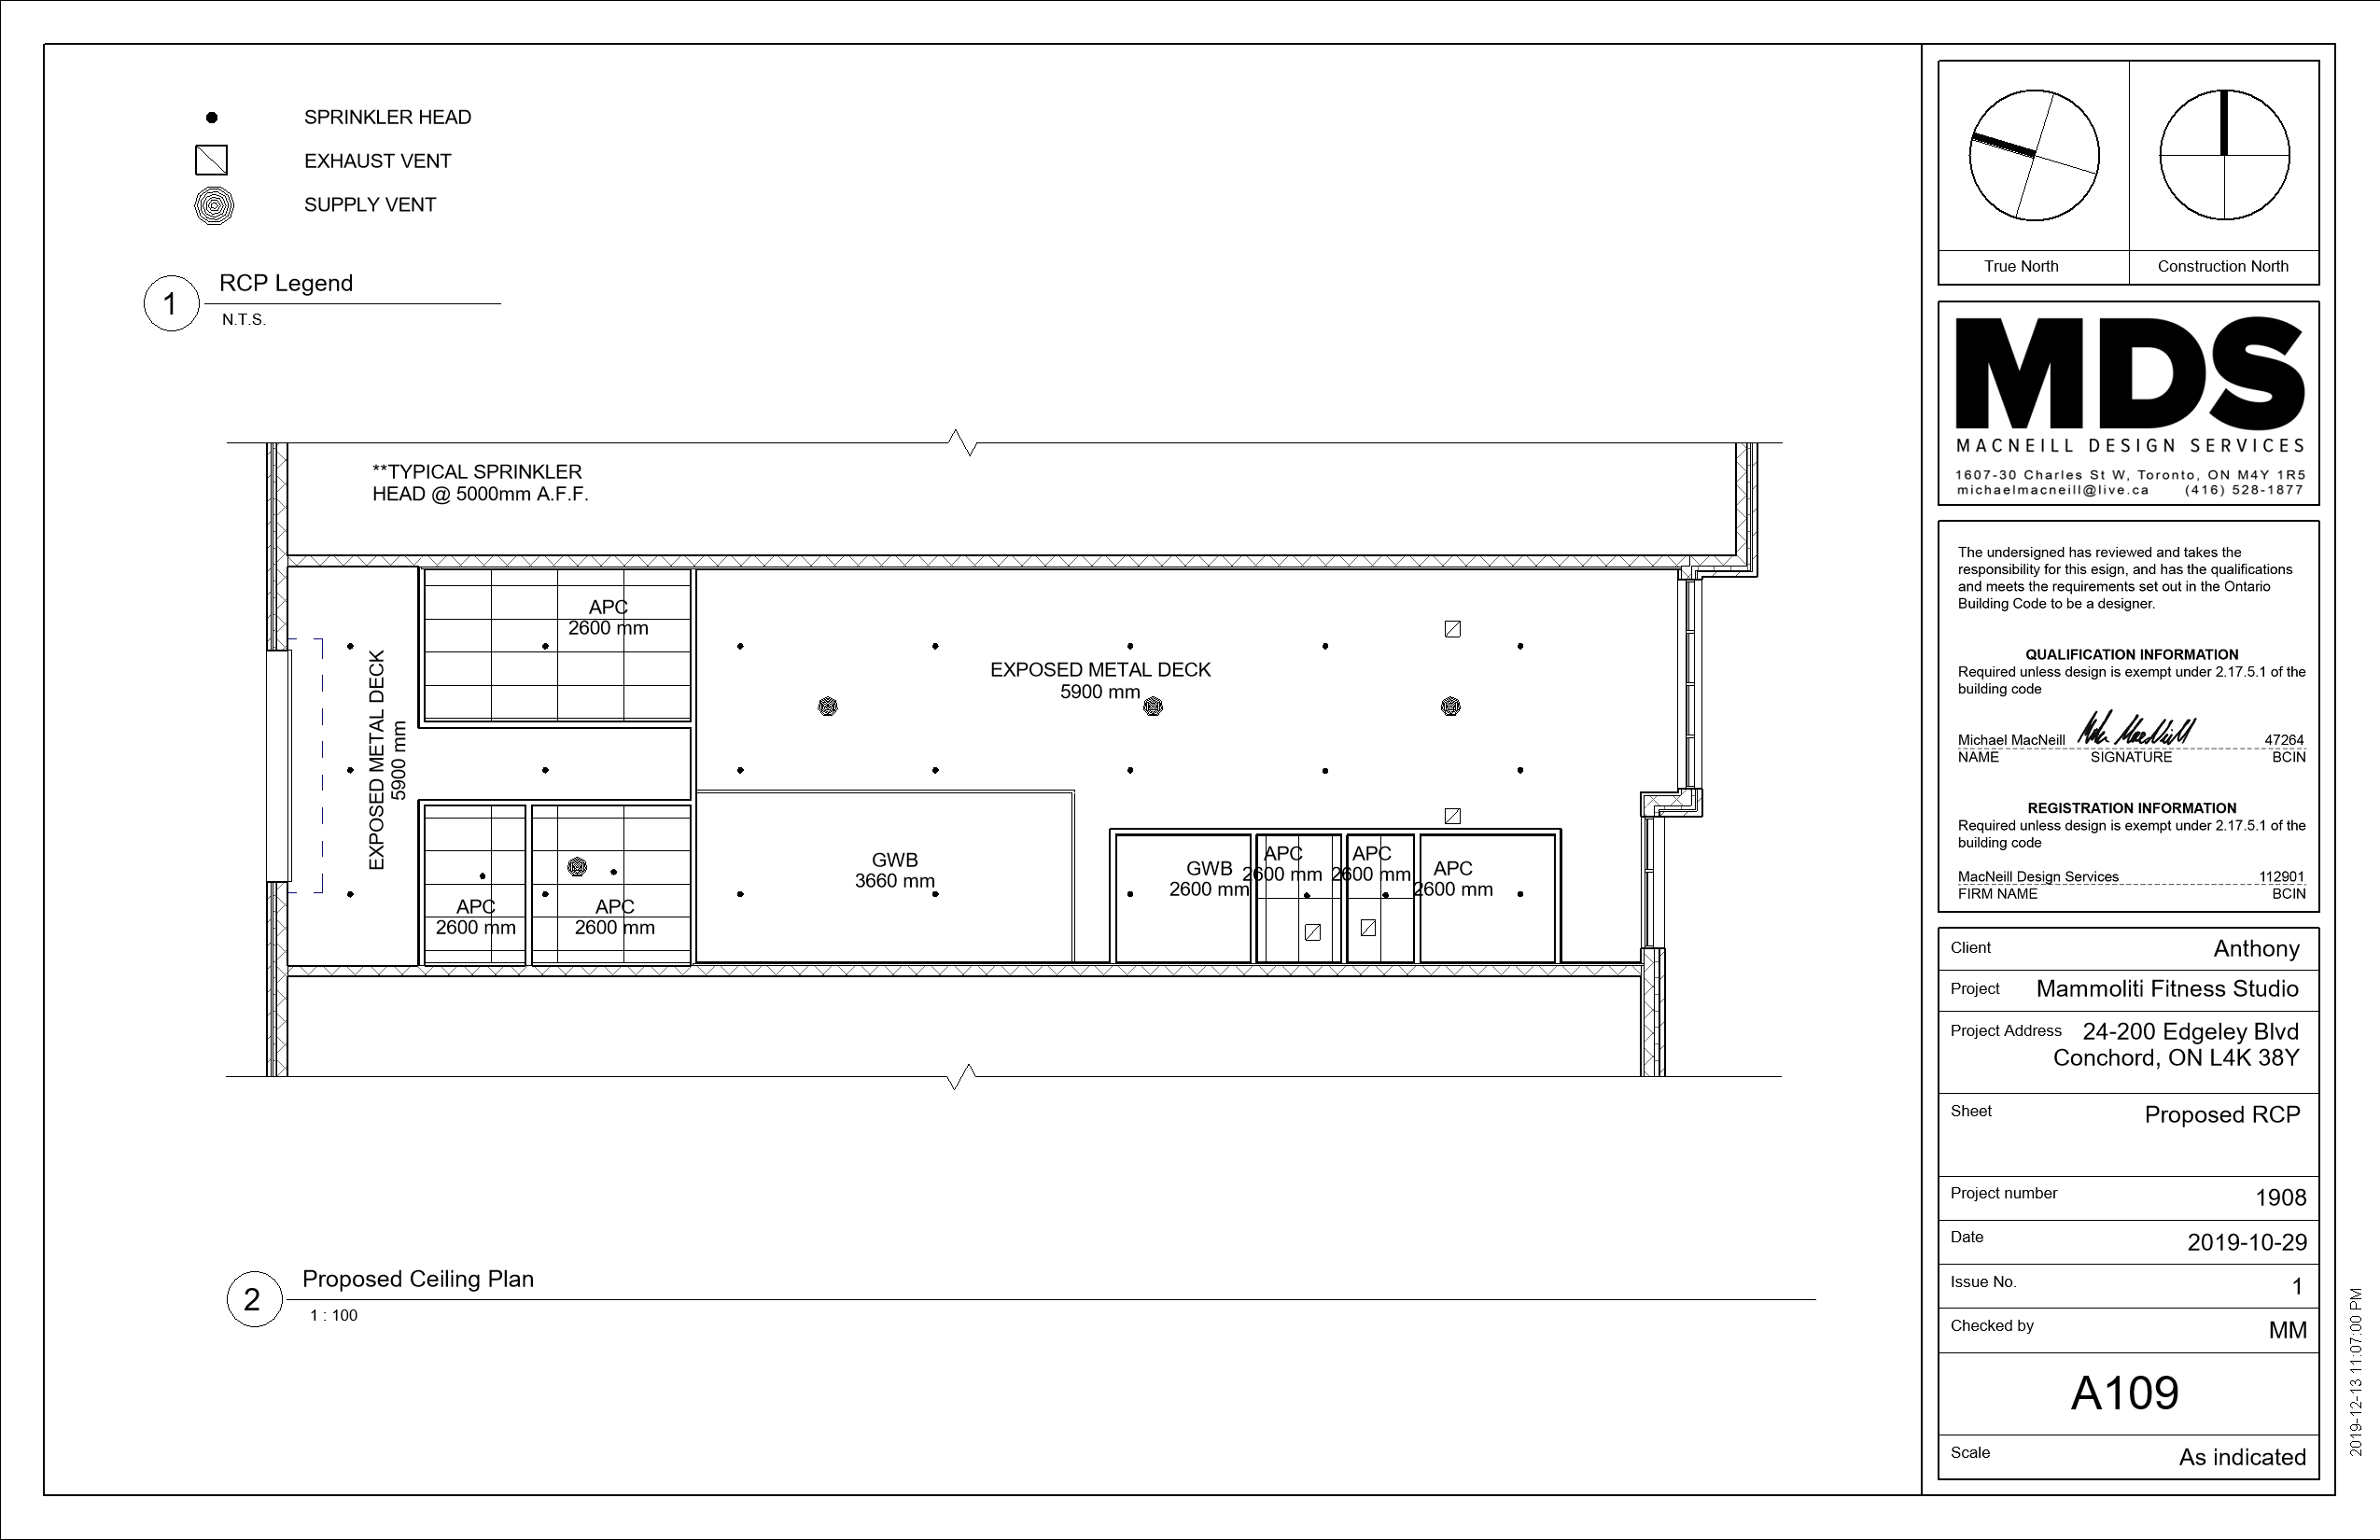 SPRINKLER HEAD
EXHAUST VENT
SUPPLY VENT
1
RCP Legend
N.T.S.
**TYPICAL SPRINKLER
HEAD @ 5000mm A.F.F.
APC
2600 mm
EXPOSED METAL DECK
5900 mm
EXPOSED METAL DECK
5900 mm
APC
2600 mm
APC
2600 mm
GWB
3660 mm
GWB
2600 mm
APC
2600 mm
APC
2600 mm
APC
2600 mm
2
Proposed Ceiling Plan
1 : 100
True North
Construction North
MDS
MACNEILL DESIGN SERVICES
1607-30 Charles St W, Toronto, ON M4Y 1R5
michaelmacneill@live.ca (416) 528-1877
The undersigned has reviewed and takes the
responsibility for this esign, and has the qualifications
and meets the requirements set out in the Ontario
Building Code to be a designer.
QUALIFICATION INFORMATION
Required unless design is exempt under 2.17.5.1 of the
building code
Michael MacNeill Mike MacNeill 47264
NAME SIGNATURE BCIN
REGISTRATION INFORMATION
Required unless design is exempt under 2.17.5.1 of the
building code
MacNeill Design Services 112901
FIRM NAME BCIN
Client Anthony
Project Mammoliti Fitness Studio
Project Address 24-200 Edgeley Blvd
Conchord, ON L4K 38Y
Sheet Proposed RCP
Project number 1908
Date 2019-10-29
Issue No. 1
Checked by MM
A109
Scale As indicated
2019-12-13 11:07:00 PM